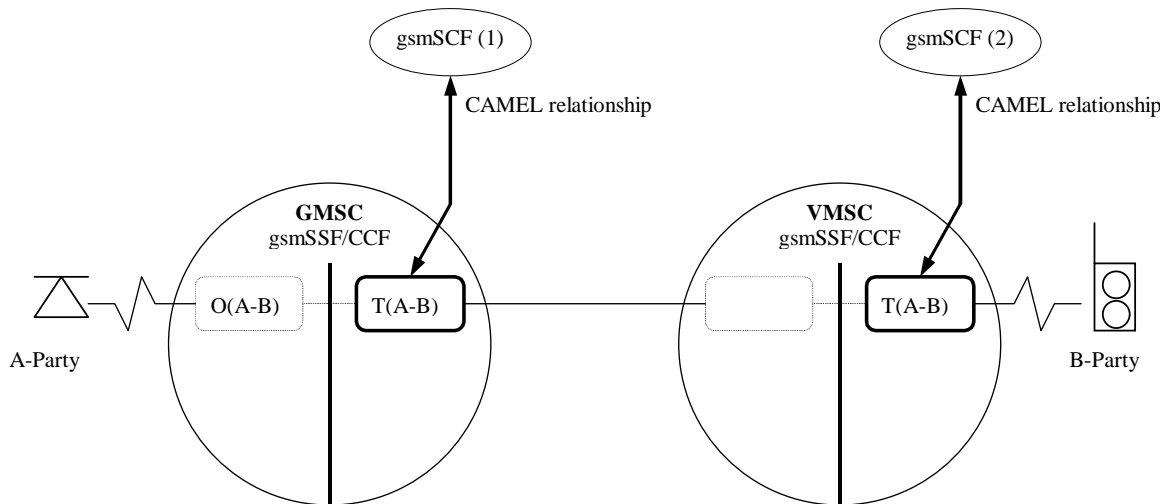 gsmSCF (1)
gsmSCF (2)
CAMEL relationship
CAMEL relationship
GMSC
gsmSSF/CCF
VMSC
gsmSSF/CCF
O(A-B)
T(A-B)
T(A-B)
A-Party
B-Party